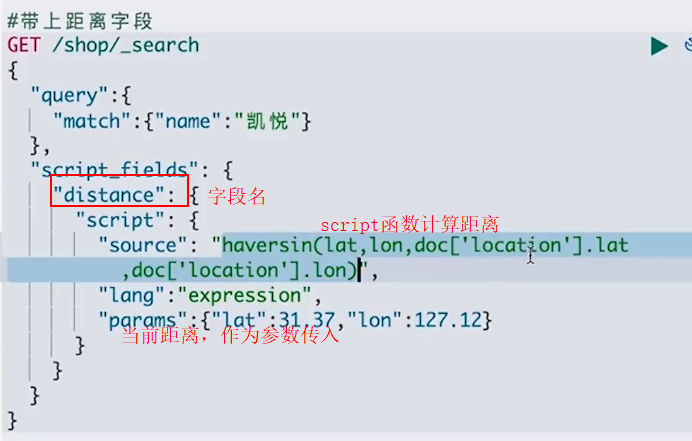 #带上距离字段
GET /shop/_search
{
"query":{
"match":{"name":"凯悦"}
},
"script_fields": {
"distance": { 字段名
"script": {
script函数计算距离
"source": "haversin(lat,lon,doc['location'].lat
,doc['location'].lon)",
"lang":"expression",
"params":{"lat":31.37,"lon":127.12}
当前距离，作为参数传入
}
}
}
}